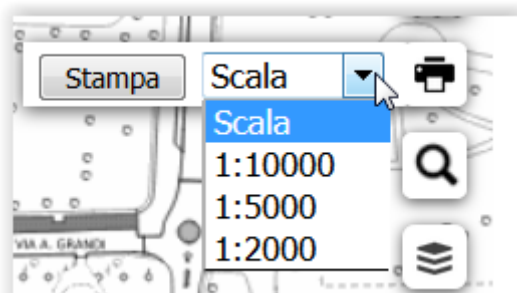 Stampa
Scala
Scala
1:10000
1:5000
1:2000
VIA A. GRANDI